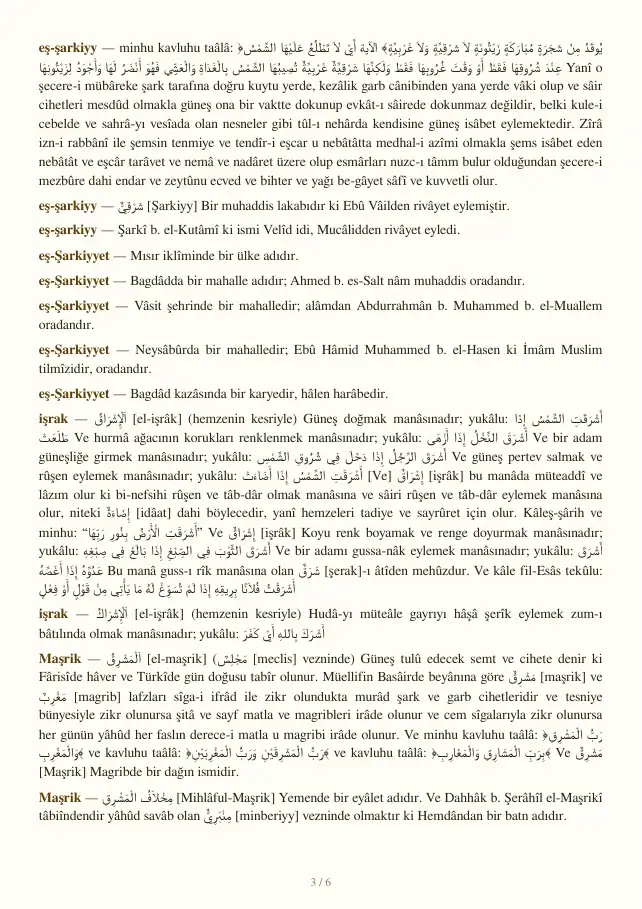 eş-şarkiyy — minhu kavluhu taâlâ: ﴿يُوقَدُ مِنْ شَجَرَةٍ مُبَارَكَةٍ زَيْتُونَةٍ لَا شَرْقِيَّةٍ وَلَا غَرْبِيَّةٍ﴾ الْآيَة أَيْ لَا تَطْلُعُ عَلَيْهَا الشَّمْسُ
عِنْدَ شُرُوقِهَا فَقَطْ أَوْ وَقْتَ غُرُوبِهَا فَقَطْ وَلَكِنَّهَا شَرْقِيَّةٌ غَرْبِيَّةٌ تُصِيبُهَا الشَّمْسُ بِالْغَدَاةِ وَالْعَشِيِّ فَهُوَ أَنْضَرُ لَهَا وَأَجْوَدُ لِزَيْتُونِهَا Yanî o
şecere-i mübâreke şark tarafına doğru kuytu yerde, kezâlik garb cânibinden yana yerde vâki olup ve sâir
cihetleri mesdûd olmakla güneş ona bir vaktte dokunup evkât-ı sâirede dokunmaz değildir, belki kule-i
cebelde ve sahrâ-yı vesîada olan nesneler gibi tûl-ı nehârda kendisine güneş isâbet eylemektedir. Zîrâ
izn-i rabbânî ile şemsin tenmiye ve tendîr-i eşcar u nebâtâtta medhal-i azîmi olmakla şems isâbet eden
nebâtât ve eşcâr tarâvet ve nemâ ve nadâret üzere olup esmârları nuzc-ı tâmm bulur olduğundan şecere-i
mezbûre dahi endar ve zeytûnu ecved ve bihter ve yağı be-gâyet sâfî ve kuvvetli olur.
eş-şarkiyy — شَرْقِيٌّ [Şarkiyy] Bir muhaddis lakabıdır ki Ebû Vâilden rivâyet eylemiştir.
eş-şarkiyy — Şarkî b. el-Kutâmî ki ismi Velîd idi, Mucâlidden rivâyet eyledi.
eş-Şarkiyyet — Mısır iklîminde bir ülke adıdır.
eş-Şarkiyyet — Bagdâdda bir mahalle adıdır; Ahmed b. es-Salt nâm muhaddis oradandır.
eş-Şarkiyyet — Vâsit şehrinde bir mahalledir; alâmdan Abdurrahmân b. Muhammed b. el-Muallem
oradandır.
eş-Şarkiyyet — Neysâbûrda bir mahalledir; Ebû Hâmid Muhammed b. el-Hasen ki İmâm Muslim
tilmîzidir, oradandır.
eş-Şarkiyyet — Bagdâd kazâsında bir karyedir, hâlen harâbedir.
işrak — اَلْإِشْرَاقُ [el-işrâk] (hemzenin kesriyle) Güneş doğmak manâsınadır; yukâlu: أَشْرَقَتِ الشَّمْسُ إِذَا
طَلَعَتْ Ve hurmâ ağacının korukları renklenmek manâsınadır; yukâlu: أَشْرَقَ النَّخْلُ إِذَا أَزْهَى Ve bir adam
güneşliğe girmek manâsınadır; yukâlu: أَشْرَقَ الرَّجُلُ إِذَا دَخَلَ فِي شُرُوقِ الشَّمْسِ Ve güneş pertev salmak ve
rûşen eylemek manâsınadır; yukâlu: أَشْرَقَتِ الشَّمْسُ إِذَا أَضَاءَتْ [Ve] إِشْرَاقٌ [işrâk] bu manâda müteaddî ve
lâzım olur ki bi-nefsihi rûşen ve tâb-dâr olmak manâsına ve sâiri rûşen ve tâb-dâr eylemek manâsına
olur, niteki إِضَاءَةٌ [idâat] dahi böylecedir, yanî hemzeleri tadiye ve sayrûret için olur. Kâleş-şârih ve
minhu: “أَشْرَقَتِ الْأَرْضُ بِنُورِ رَبِّهَا” Ve إِشْرَاقٌ [işrâk] Koyu renk boyamak ve renge doyurmak manâsınadır;
yukâlu: أَشْرَقَ الثَّوْبَ فِي الصَّبْغِ إِذَا بَالَغَ فِي صِبْغِهِ Ve bir adamı gussa-nâk eylemek manâsınadır; yukâlu: أَشْرَقَ
عَدُوَّهُ إِذَا أَغَصَّهُ Bu manâ guss-ı rîk manâsına olan شَرَقٌ [şerak]-ı âtîden mehûzdur. Ve kâle fil-Esâs tekûlu:
أَشْرَقْتُ فُلَانًا بِرِيقِهِ إِذَا لَمْ تُسَوِّغْ لَهُ مَا يَأْتِي مِنْ قَوْلٍ أَوْ فِعْلٍ
işrak — اَلْإِشْرَاكُ [el-işrâk] (hemzenin kesriyle) Hudâ-yı müteâle gayrıyı hâşâ şerîk eylemek zum-ı
bâtılında olmak manâsınadır; yukâlu: أَشْرَكَ بِاللهِ أَيْ كَفَرَ
Maşrik — اَلْمَشْرِقُ [el-maşrik] (مَجْلِسٌ [meclis] vezninde) Güneş tulû edecek semt ve cihete denir ki
Fârisîde hâver ve Türkîde gün doğusu tabîr olunur. Müellifin Basâirde beyânına göre مَشْرِقٌ [maşrik] ve
مَغْرِبٌ [magrib] lafzları sîga-i ifrâd ile zikr olundukta murâd şark ve garb cihetleridir ve tesniye
bünyesiyle zikr olunursa şitâ ve sayf matla ve magribleri irâde olunur ve cem sîgalarıyla zikr olunursa
her günün yâhûd her faslın derece-i matla u magribi irâde olunur. Ve minhu kavluhu taâlâ: ﴿رَبُّ الْمَشْرِقِ
وَالْمَغْرِبِ﴾ ve kavluhu taâlâ: ﴿رَبُّ الْمَشْرِقَيْنِ وَرَبُّ الْمَغْرِبَيْنِ﴾ ve kavluhu taâlâ: ﴿بِرَبِّ الْمَشَارِقِ وَالْمَغَارِبِ﴾ Ve مَشْرِقٌ
[Maşrik] Magribde bir dağın ismidir.
Maşrik — مِخْلَافُ الْمَشْرِقِ [Mihlâful-Maşrik] Yemende bir eyâlet adıdır. Ve Dahhâk b. Şerâhîl el-Maşrikî
tâbiîndendir yâhûd savâb olan مِنْبَرِيٌّ [minberiyy] vezninde olmaktır ki Hemdândan bir batn adıdır.
3 / 6